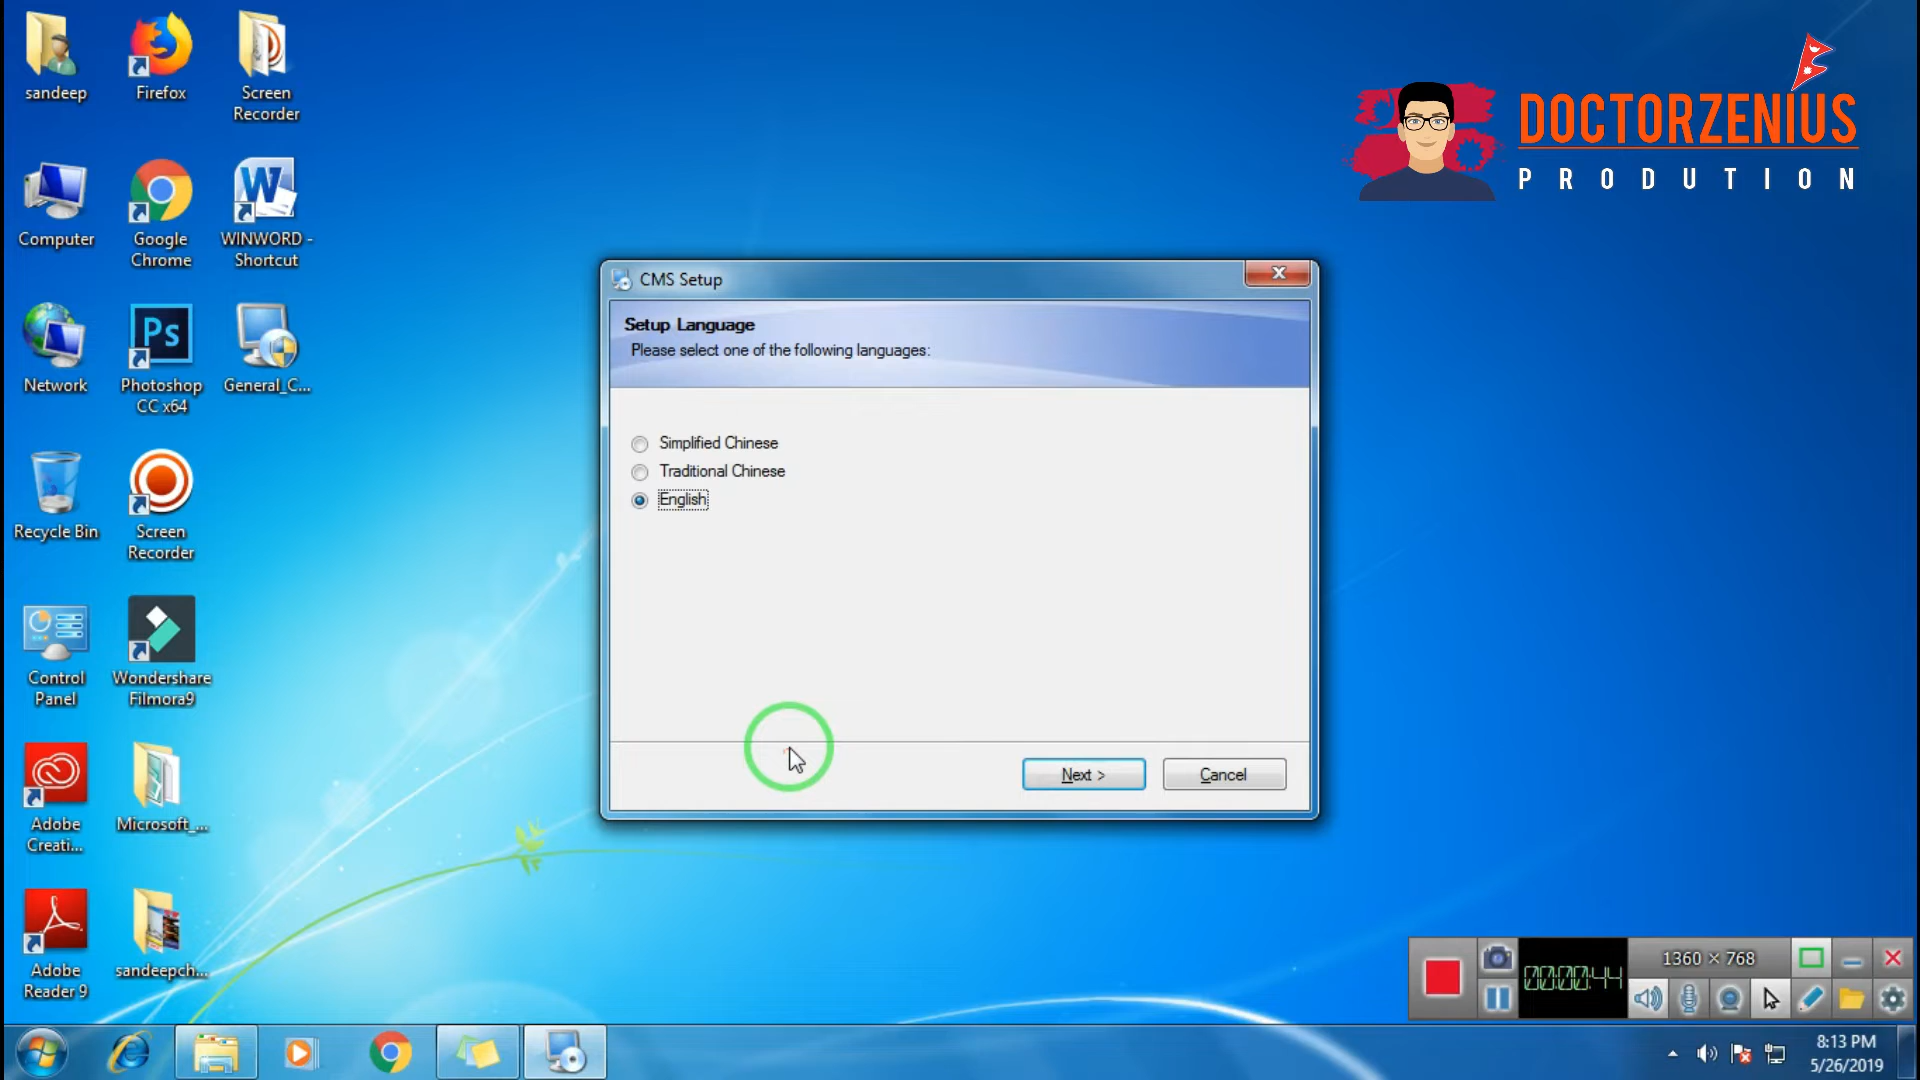 sandeep
Firefox
Screen
Recorder
DOCTORZENIUS
PRODUTION
Computer
Google
Chrome
WINWORD -
Shortcut
CMS Setup
Setup Language
Please select one of the following languages:
Network
Photoshop
CC x64
General_C...
Simplified Chinese
Traditional Chinese
English
Recycle Bin
Screen
Recorder
Control
Panel
Wondershare
Filmora9
Next >
Cancel
Adobe
Creati...
Microsoft_...
Adobe
Reader 9
sandeepch...
00:00:44
1360 × 768
8:13 PM
5/26/2019
Ps
W